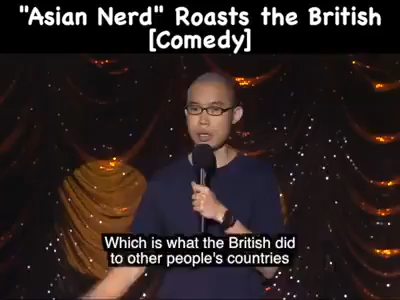 "Asian Nerd" Roasts the British
[Comedy]
Which is what the British did
to other people's countries